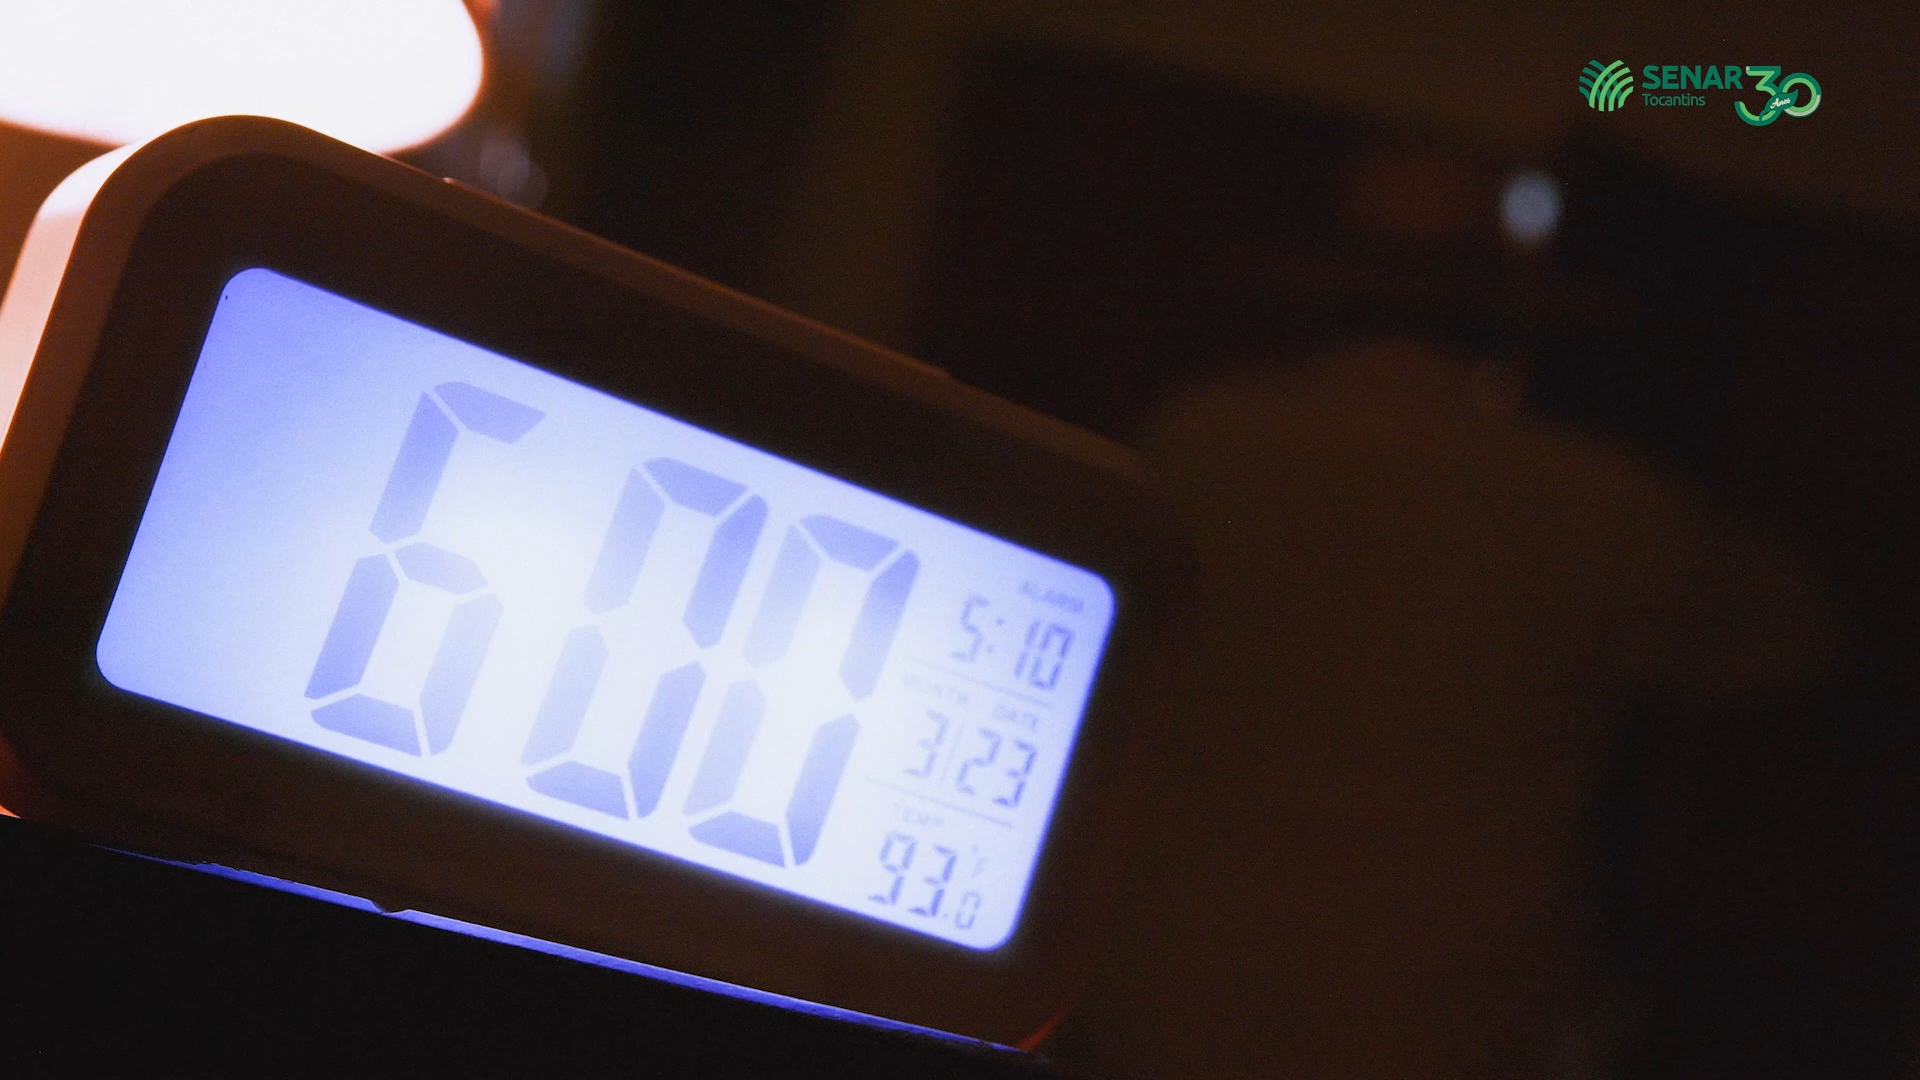 SENAR
Tocantins
30
Anos
6:00
ALARM
5:10
MONTH DATE
3 23
TEMP
93.0 °F